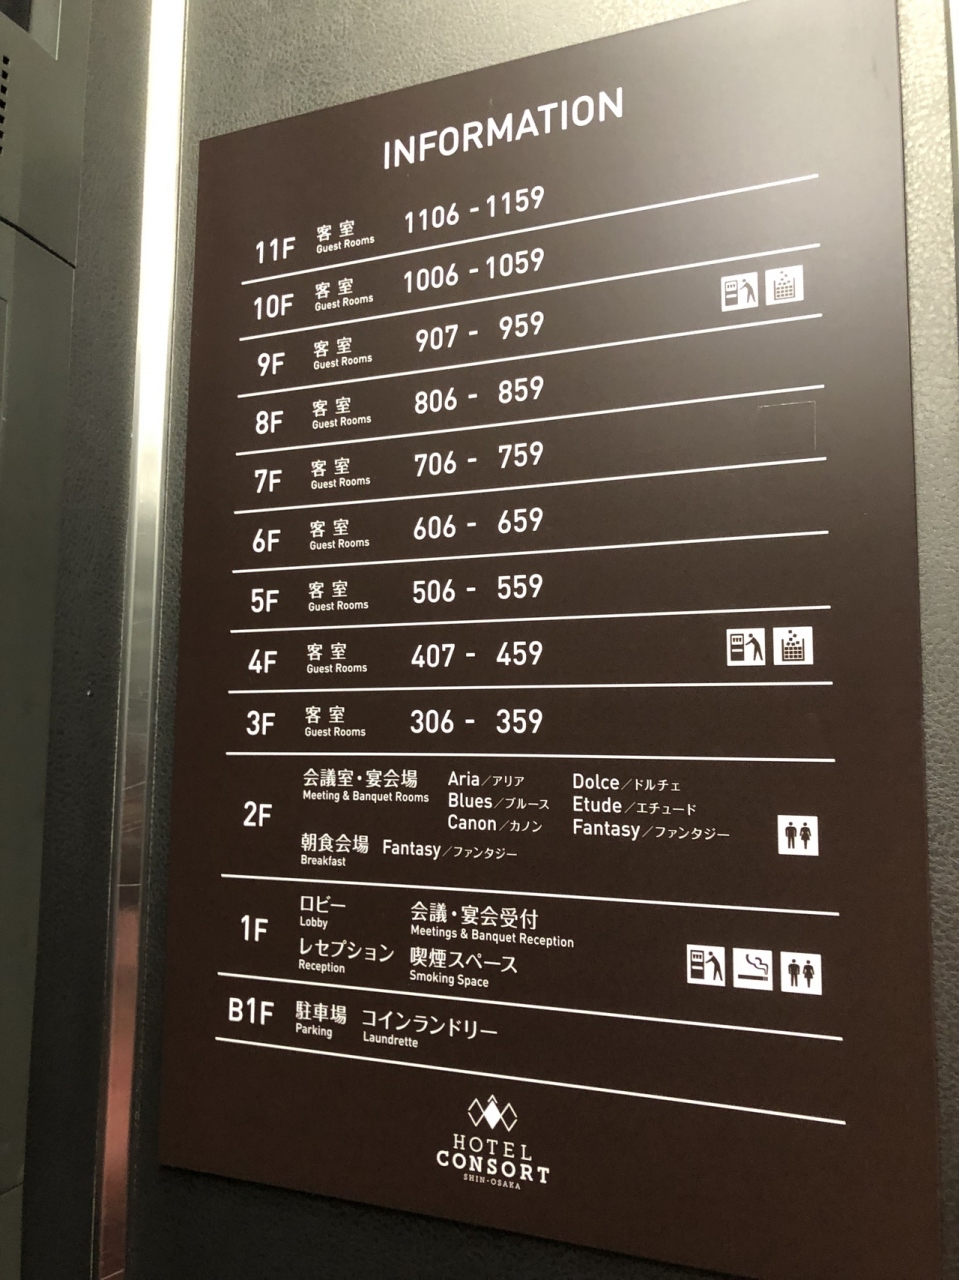 INFORMATION
11F 客室 1106 - 1159
Guest Rooms
10F 客室 1006 - 1059
Guest Rooms
9F 客室 907 - 959
Guest Rooms
8F 客室 806 - 859
Guest Rooms
7F 客室 706 - 759
Guest Rooms
6F 客室 606 - 659
Guest Rooms
5F 客室 506 - 559
Guest Rooms
4F 客室 407 - 459
Guest Rooms
3F 客室 306 - 359
Guest Rooms
2F 会議室・宴会場
Meeting & Banquet Rooms
Aria／アリア Dolce／ドルチェ
Blues／ブルース Etude／エチュード
Canon／カノン Fantasy／ファンタジー
朝食会場 Fantasy／ファンタジー
Breakfast
1F ロビー 会議・宴会受付
Lobby Meetings & Banquet Reception
レセプション 喫煙スペース
Reception Smoking Space
B1F 駐車場 コインランドリー
Parking Laundrette
HOTEL
CONSORT
SHIN-OSAKA